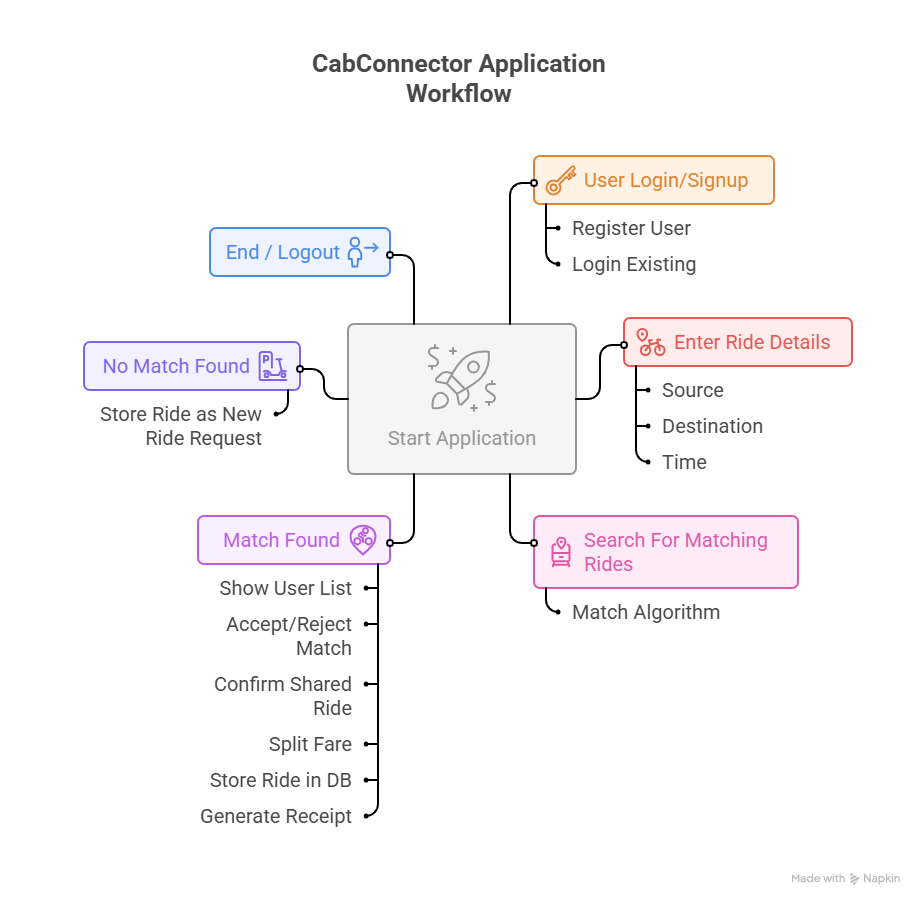 CabConnector Application
Workflow
User Login/Signup
Register User
Login Existing
Enter Ride Details
Source
Destination
Time
Search For Matching
Rides
Match Algorithm
Match Found
Show User List
Accept/Reject
Match
Confirm Shared
Ride
Split Fare
Store Ride in DB
Generate Receipt
No Match Found
P
Store Ride as New
Ride Request
End / Logout
Start Application
Made with Napkin